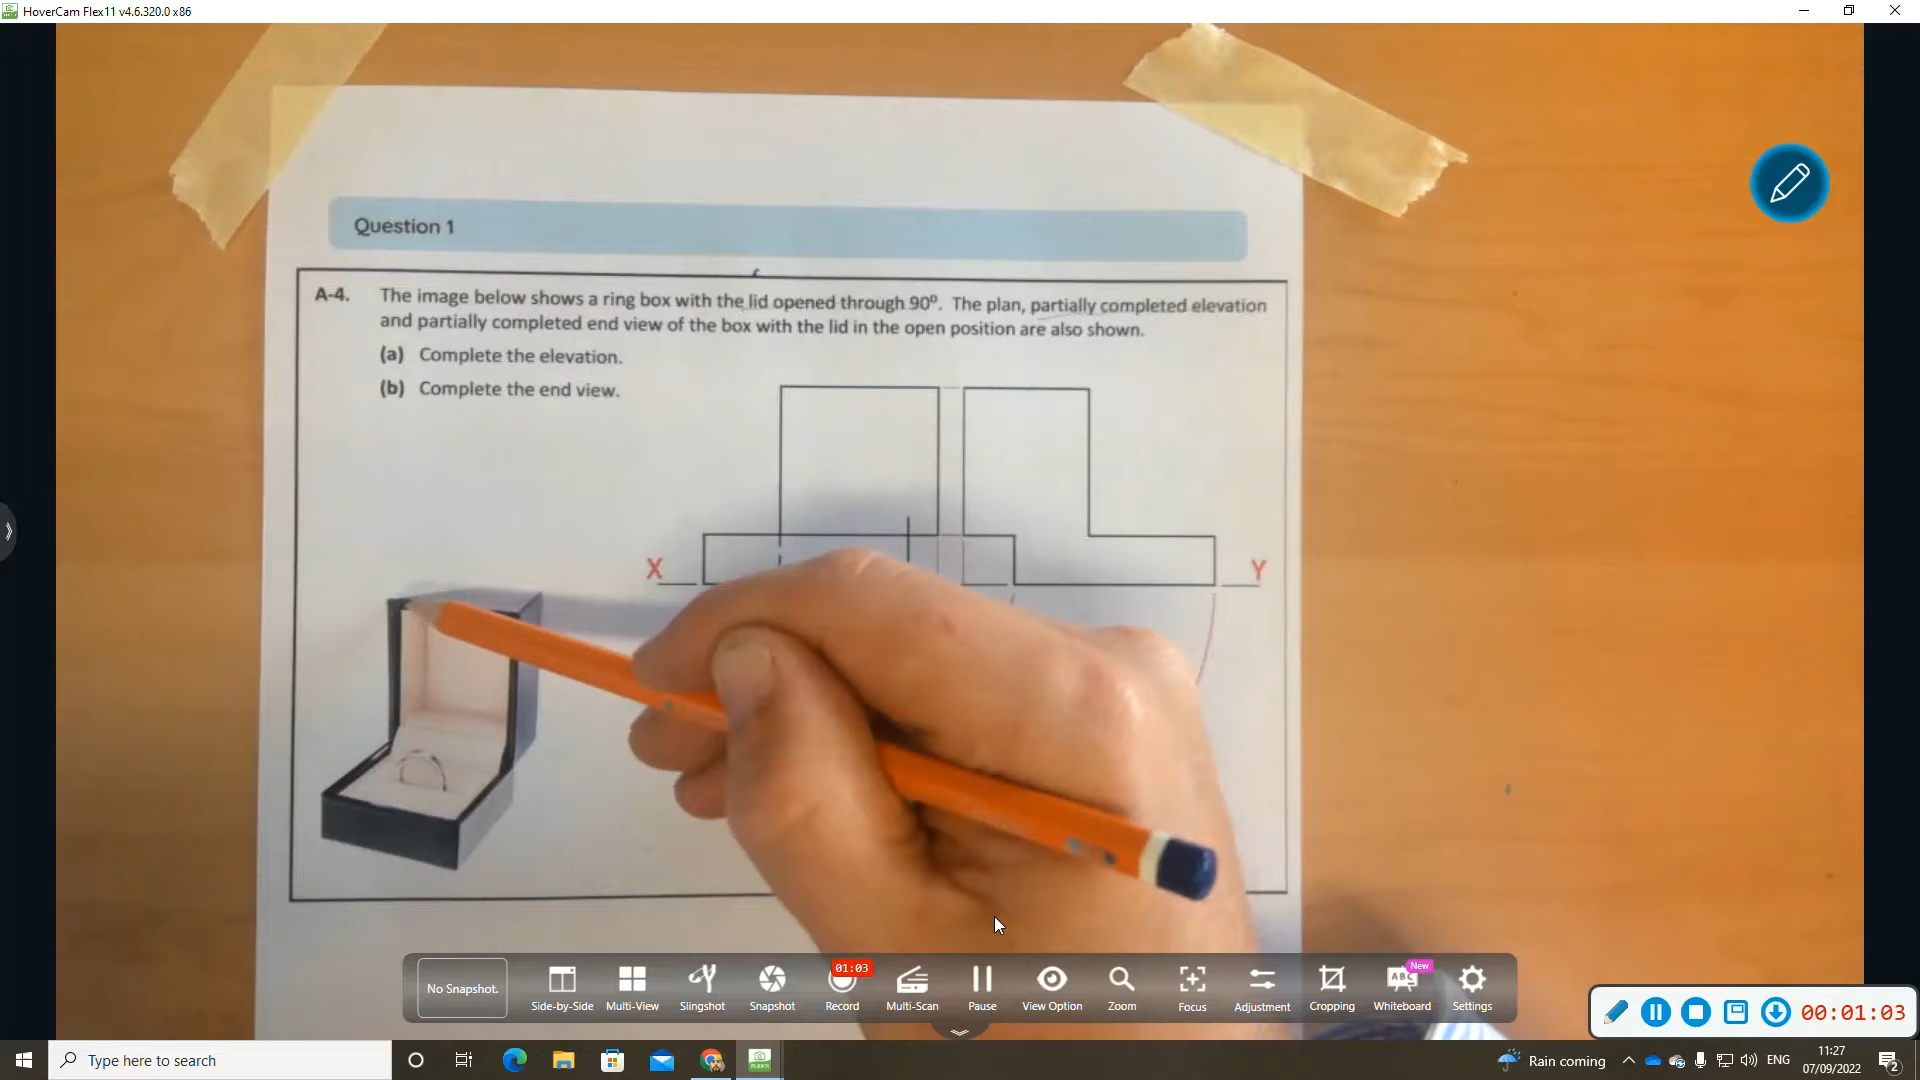 HoverCam Flex11 v4.6.320.0 x86
Question 1
A-4. The image below shows a ring box with the lid opened through 90⁰. The plan, partially completed elevation
and partially completed end view of the box with the lid in the open position are also shown.
(a) Complete the elevation.
(b) Complete the end view.
X
Y
No Snapshot.
Side-by-Side
Multi-View
Slingshot
Snapshot
01:03
Record
Multi-Scan
Pause
View Option
Zoom
Focus
Adjustment
Cropping
New
ABC
Whiteboard
Settings
00:01:03
Type here to search
FLEX11
Rain coming
ENG
11:27
07/09/2022
2